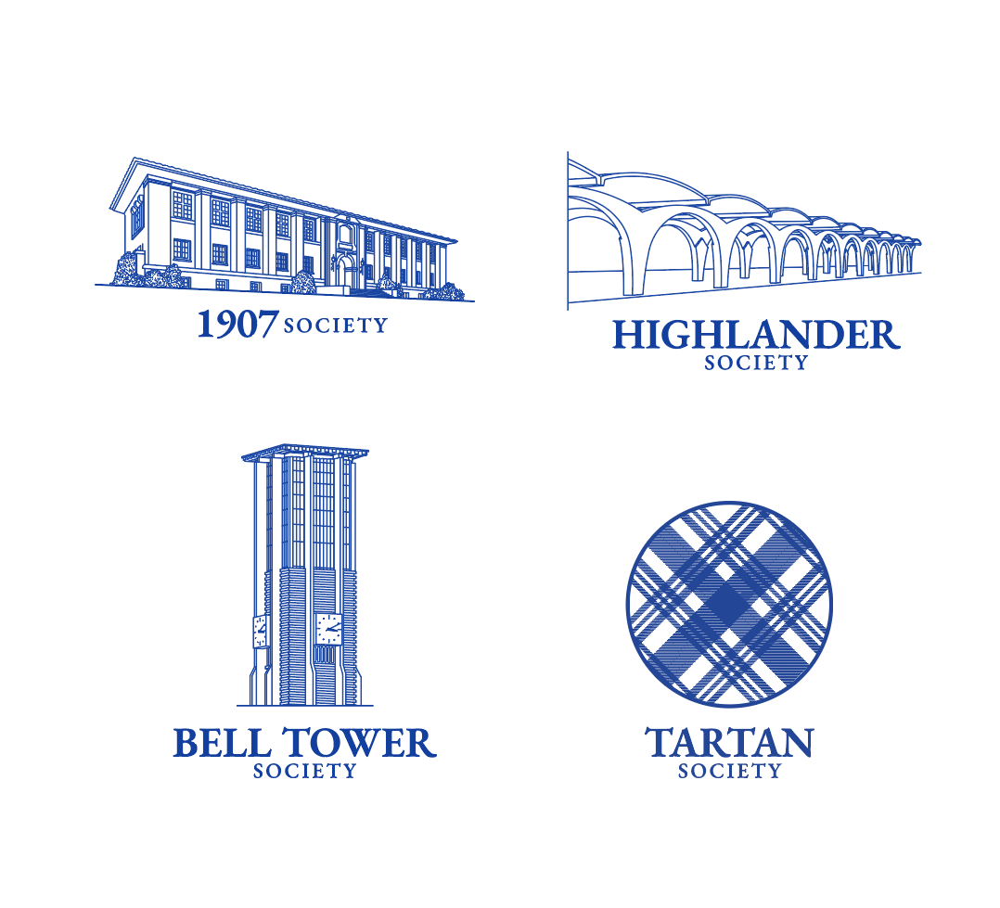 1907 SOCIETY
HIGHLANDER
SOCIETY
BELL TOWER
SOCIETY
TARTAN
SOCIETY